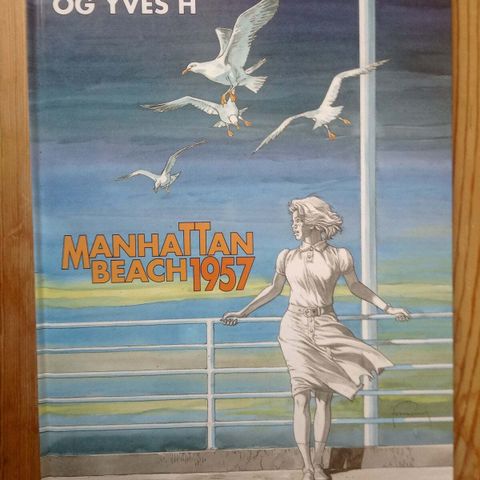 OG YVES H
MANHATTAN
BEACH 1957